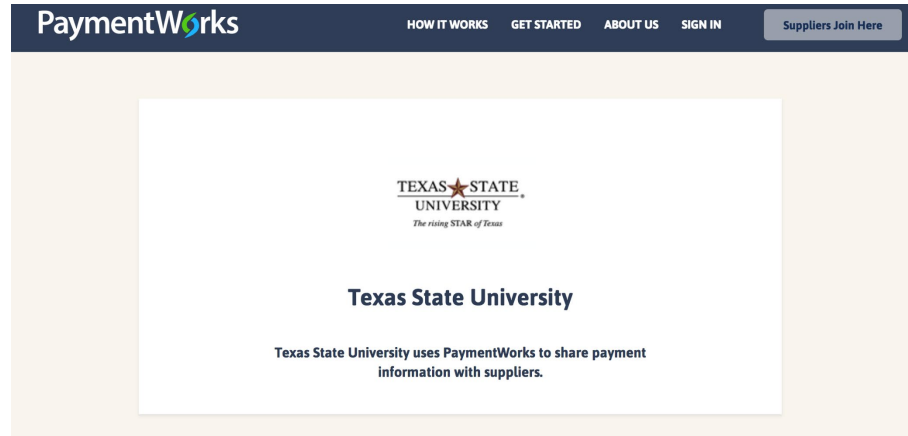 PaymentWorks HOW IT WORKS GET STARTED ABOUT US SIGN IN Suppliers Join Here
TEXAS STATE
UNIVERSITY ®
The rising STAR of Texas
Texas State University
Texas State University uses PaymentWorks to share payment
information with suppliers.